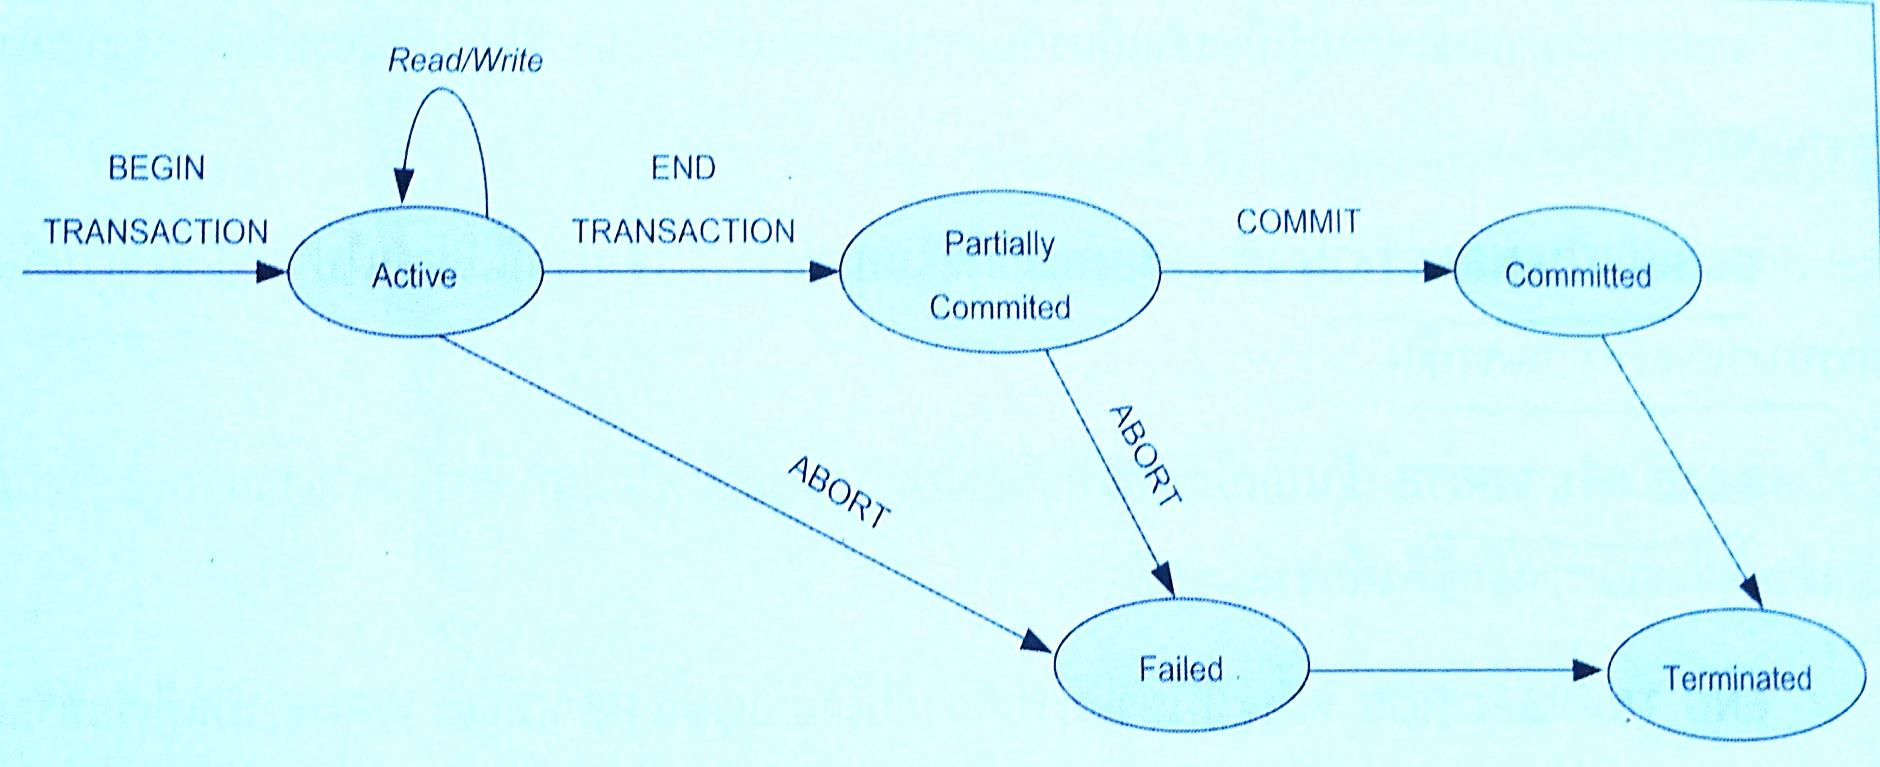 Read/Write
BEGIN
TRANSACTION
END
TRANSACTION
COMMIT
Active
Partially
Commited
Committed
ABORT
ABORT
Failed
Terminated